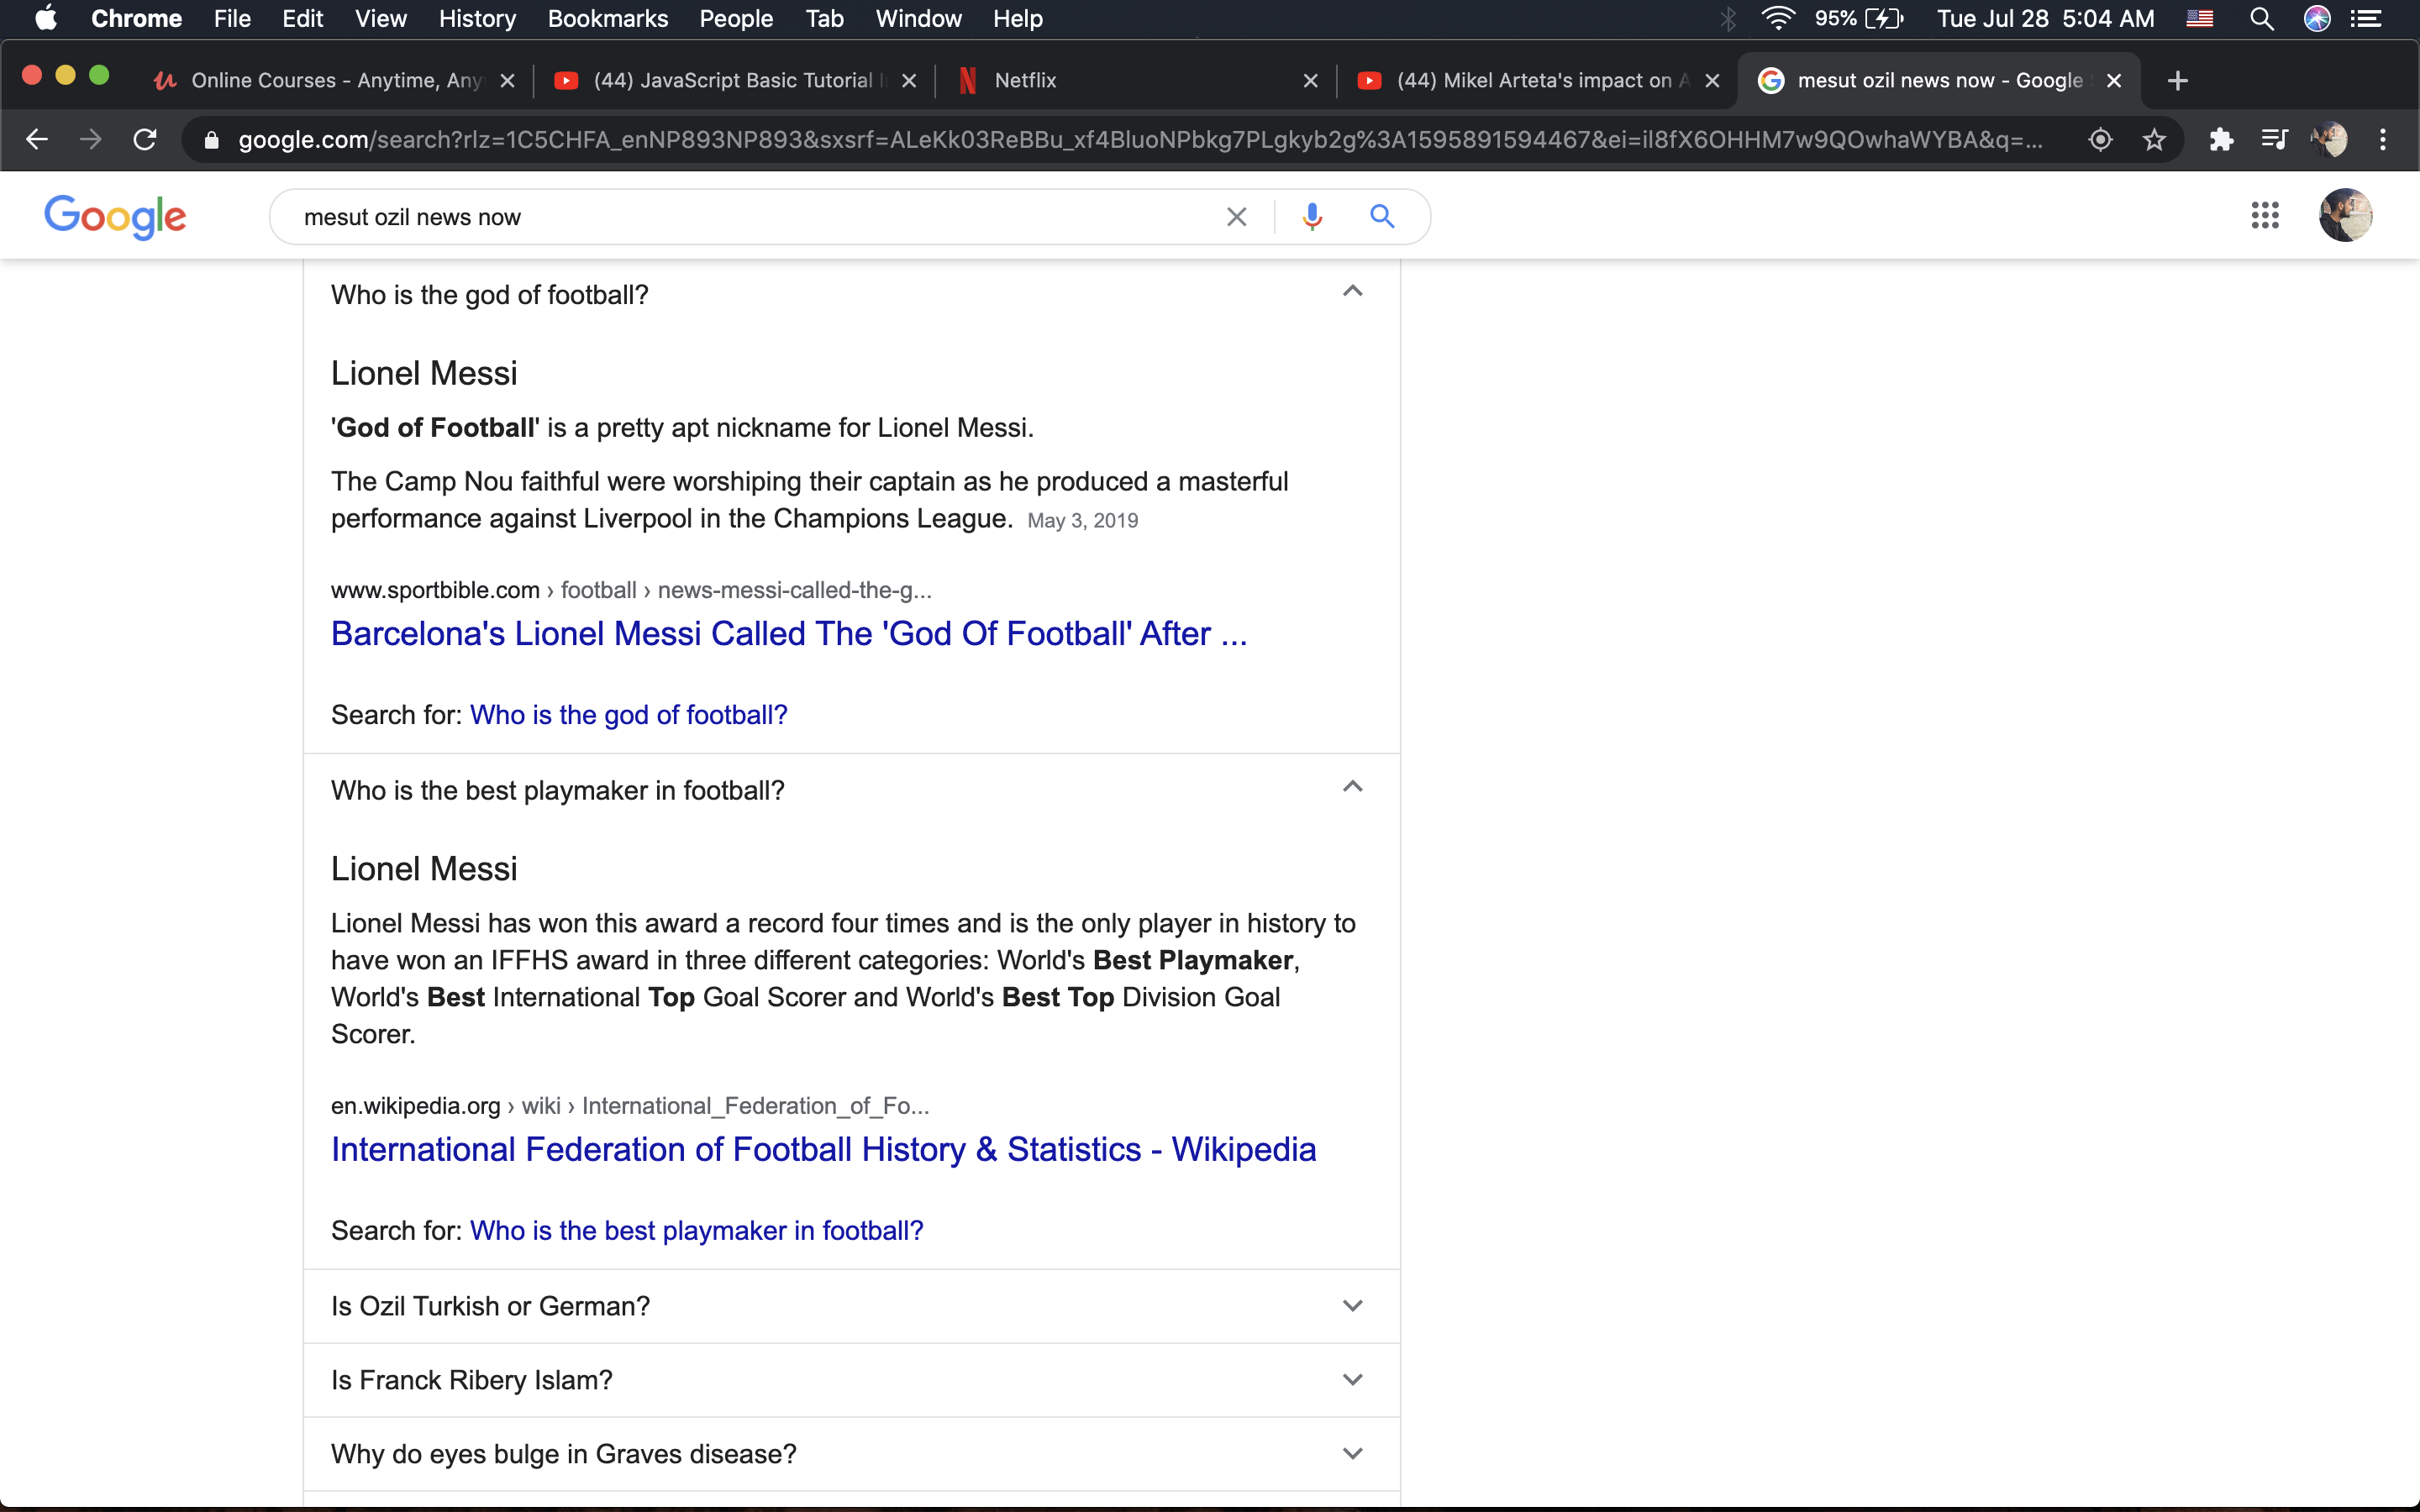 Chrome File Edit View History Bookmarks People Tab Window Help 95% Tue Jul 28 5:04 AM
Online Courses - Anytime, Any (44) JavaScript Basic Tutorial Netflix (44) Mikel Arteta's impact on A mesut ozil news now - Google
google.com/search?rlz=1C5CHFA_enNP893NP893&sxsrf=ALeKk03ReBBu_xf4BluoNPbkg7PLgkyb2g%3A1595891594467&ei=il8fX6OHHM7w9QOwhaWYBA&q=...
Google mesut ozil news now
Who is the god of football?
Lionel Messi
'God of Football' is a pretty apt nickname for Lionel Messi.
The Camp Nou faithful were worshiping their captain as he produced a masterful
performance against Liverpool in the Champions League. May 3, 2019
www.sportbible.com › football › news-messi-called-the-g...
Barcelona's Lionel Messi Called The 'God Of Football' After ...
Search for: Who is the god of football?
Who is the best playmaker in football?
Lionel Messi
Lionel Messi has won this award a record four times and is the only player in history to
have won an IFFHS award in three different categories: World's Best Playmaker,
World's Best International Top Goal Scorer and World's Best Top Division Goal
Scorer.
en.wikipedia.org › wiki › International_Federation_of_Fo...
International Federation of Football History & Statistics - Wikipedia
Search for: Who is the best playmaker in football?
Is Ozil Turkish or German?
Is Franck Ribery Islam?
Why do eyes bulge in Graves disease?